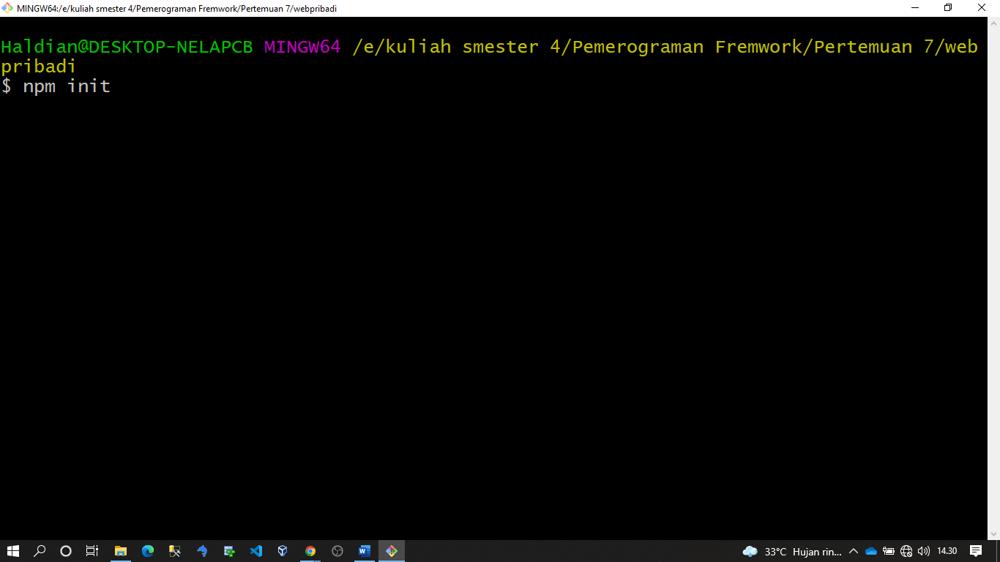 MINGW64:/e/kuliah smester 4/Pemerograman Fremwork/Pertemuan 7/webpribadi
Haldian@DESKTOP-NELAPCB MINGW64 /e/kuliah smester 4/Pemerograman Fremwork/Pertemuan 7/web
pribadi
$ npm init
33°C Hujan rin... 14.30